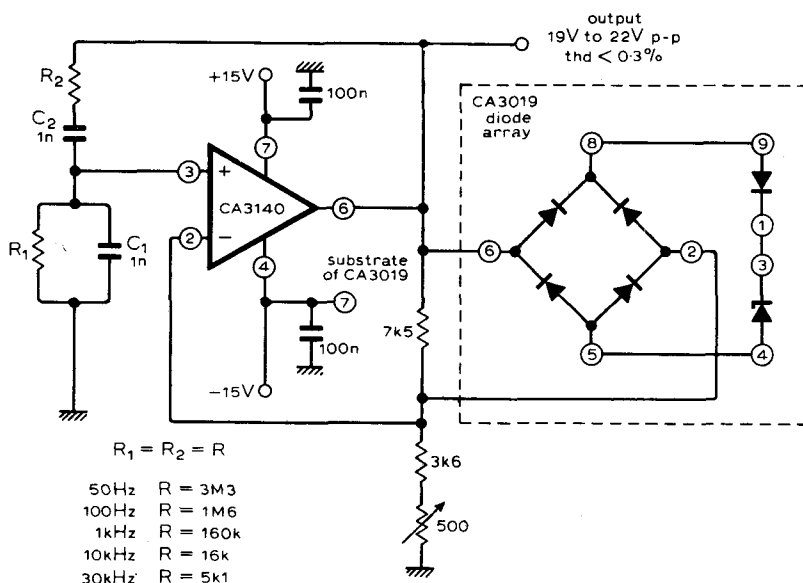 output
19V to 22V p-p
thd < 0·3%
R2
+15V
100n
CA3019
diode
array
C2
1n
7
8
9
3
+
CA3140
6
1
R1
C1
1n
2
−
substrate
of CA3019
6
2
3
4
7
7k5
100n
5
4
−15V
R1 = R2 = R
3k6
50Hz R = 3M3
100Hz R = 1M6
500
1kHz R = 160k
10kHz R = 16k
30kHz R = 5k1